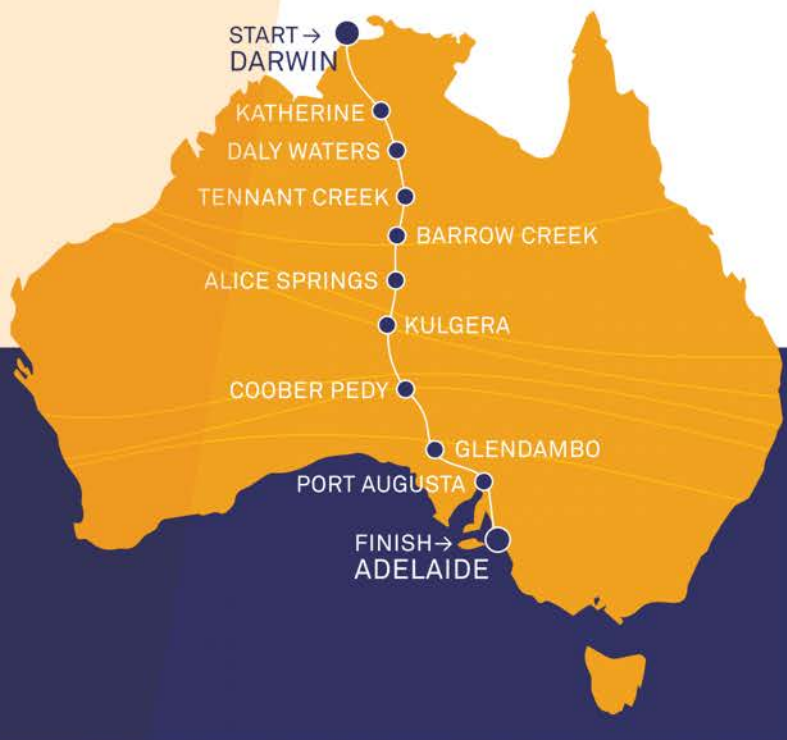 START →
DARWIN
KATHERINE
DALY WATERS
TENNANT CREEK
BARROW CREEK
ALICE SPRINGS
KULGERA
COOBER PEDY
GLENDAMBO
PORT AUGUSTA
FINISH→
ADELAIDE